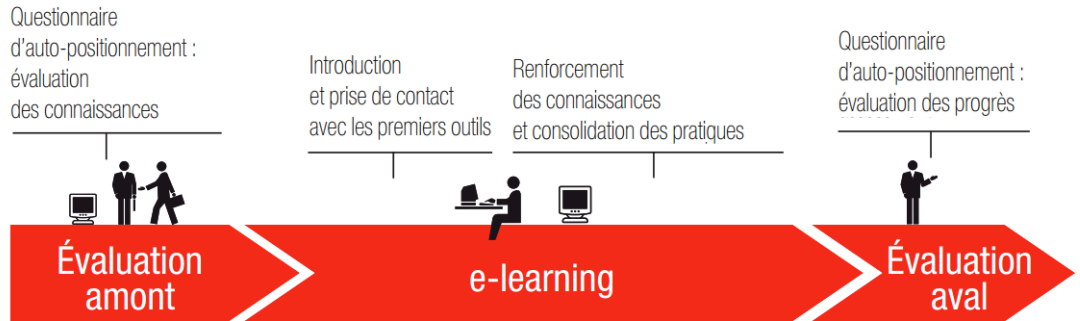 Questionnaire
d'auto-positionnement :
évaluation
des connaissances
Introduction
et prise de contact
avec les premiers outils
Renforcement
des connaissances
et consolidation des pratiques
Questionnaire
d'auto-positionnement :
évaluation des progrès
Évaluation
amont
e-learning
Évaluation
aval